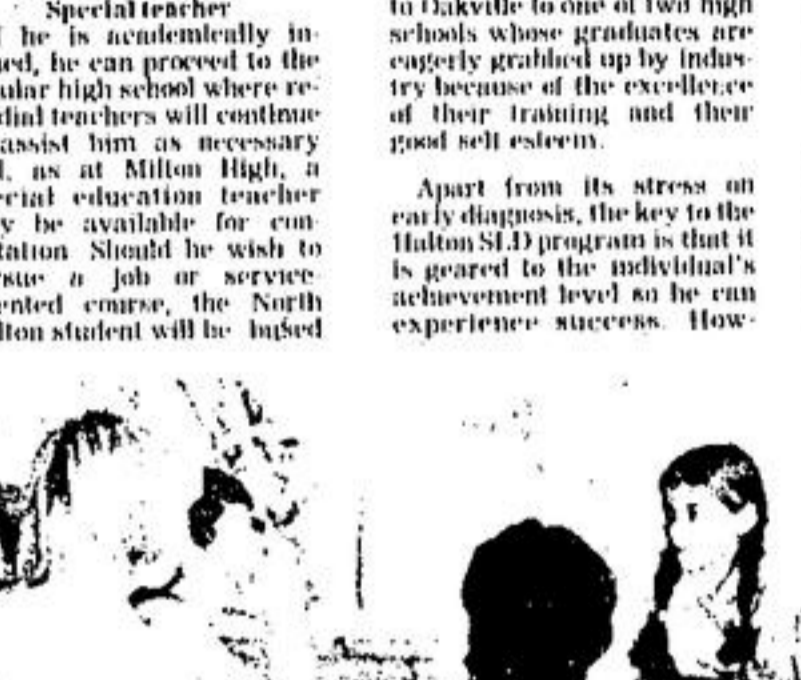 Special teacher
he is academically in-
ed, he can proceed to the
ular high school where re-
dial teachers will continue
assist him as necessary
as at Milton High, a
cial education teacher
y be available for con-
tation Should he wish to
sue a job or service-
ented course, the North
lton student will be bused
to Oakville to one of two high
schools whose graduates are
eagerly grabbed up by indus-
try because of the excellence
of their training and their
good self esteem.
Apart from its stress on
early diagnosis, the key to the
Halton SLD program is that it
is geared to the individual's
achievement level so he can
experience success. How-